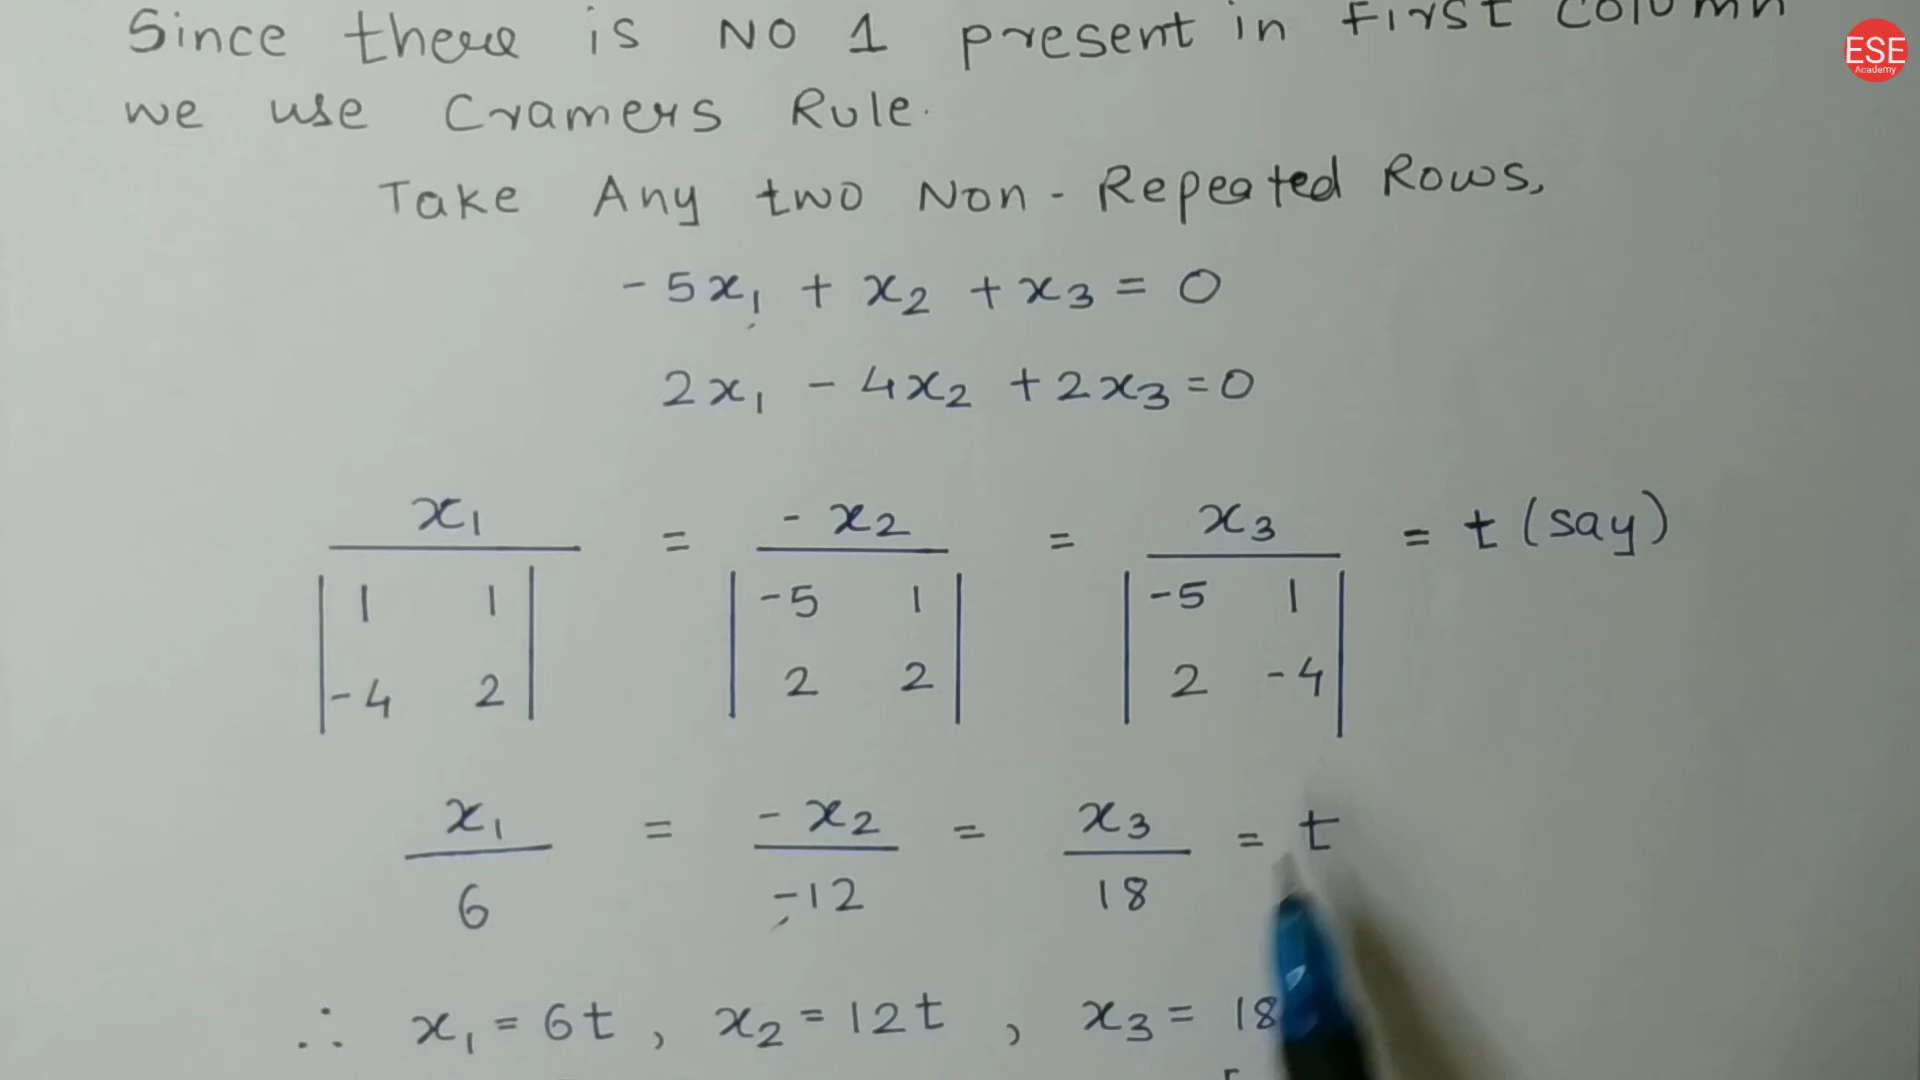 Since there is NO 1 present in First Column
we use Cramers Rule.
Take Any two Non-Repeated Rows,
-5x₁ + x₂ + x₃ = 0
2x₁ - 4x₂ + 2x₃ = 0
x₁ = -x₂ = x₃ = t (say)
1 1 -5 1 -5 1
-4 2 2 2 2 -4
x₁ = -x₂ = x₃ = t
6 -12 18
∴ x₁ = 6t, x₂ = 12t, x₃ = 18
ESE
Academy